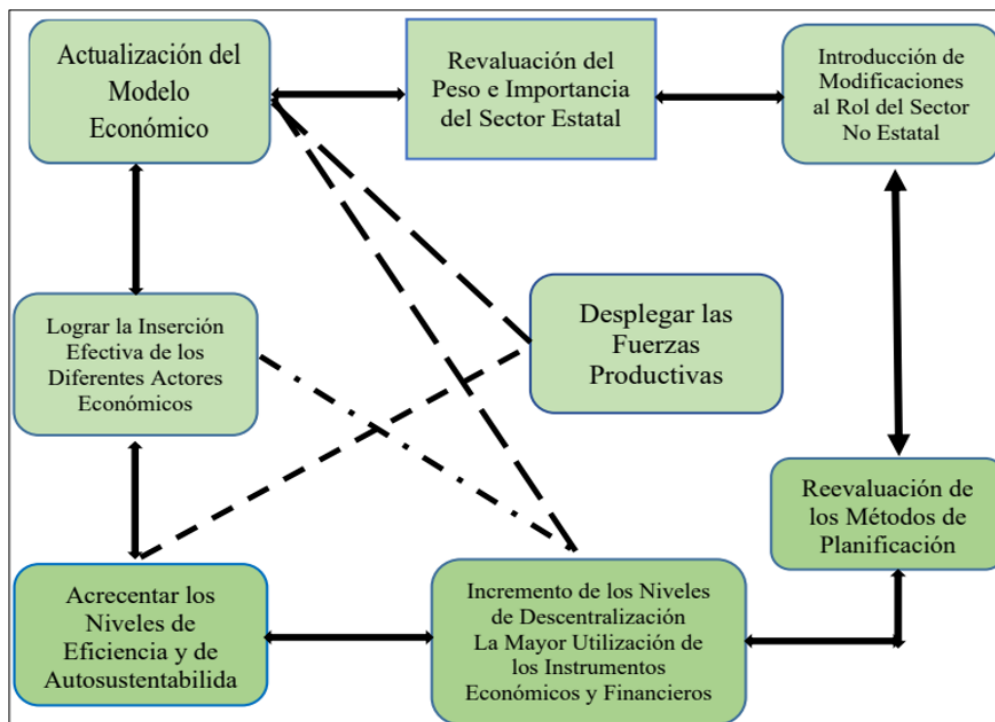 Actualización del
Modelo
Económico
Revaluación del
Peso e Importancia
del Sector Estatal
Introducción de
Modificaciones
al Rol del Sector
No Estatal
Lograr la Inserción
Efectiva de los
Diferentes Actores
Económicos
Desplegar las
Fuerzas
Productivas
Reevaluación de
los Métodos de
Planificación
Acrecentar los
Niveles de
Eficiencia y de
Autosustentabilida
Incremento de los Niveles
de Descentralización
La Mayor Utilización de
los Instrumentos
Económicos y Financieros